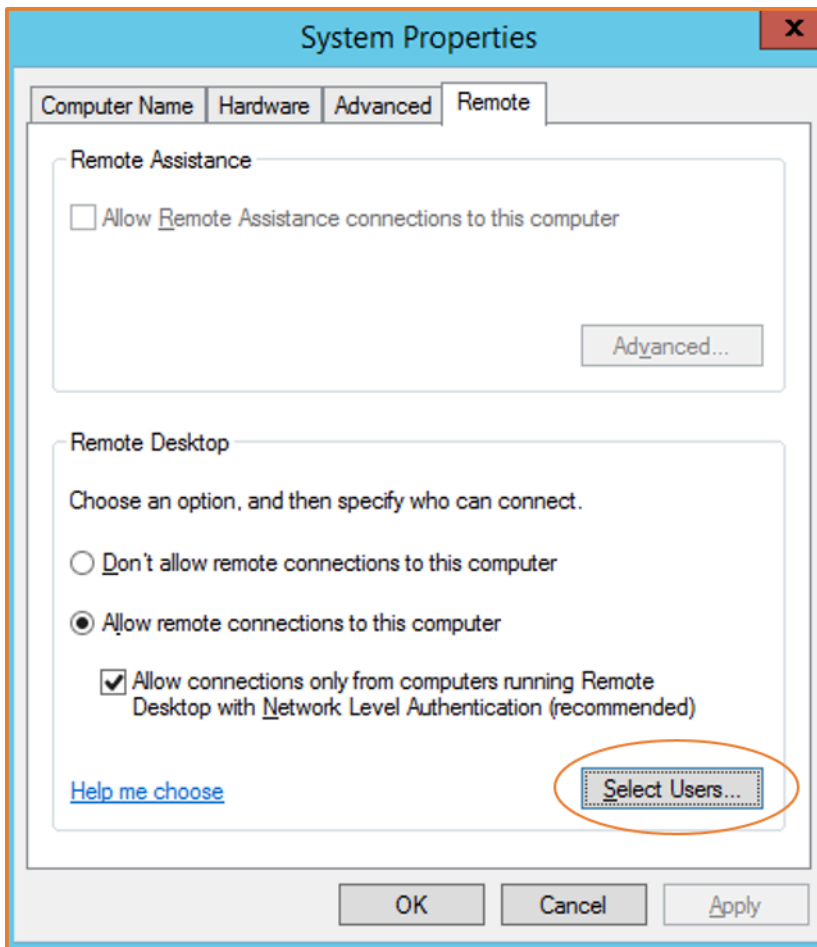 System Properties
x
Computer Name
Hardware
Advanced
Remote
Remote Assistance
Allow Remote Assistance connections to this computer
Advanced...
Remote Desktop
Choose an option, and then specify who can connect.
Don't allow remote connections to this computer
Allow remote connections to this computer
Allow connections only from computers running Remote
Desktop with Network Level Authentication (recommended)
Help me choose
Select Users...
OK
Cancel
Apply